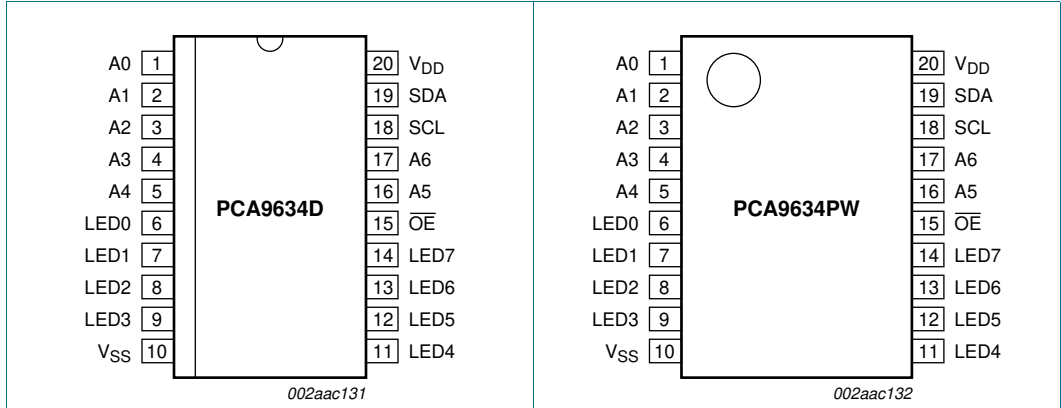 A0 1 20 VDD
A1 2 19 SDA
A2 3 18 SCL
A3 4 17 A6
A4 5 16 A5
PCA9634D
LED0 6 15 OE
LED1 7 14 LED7
LED2 8 13 LED6
LED3 9 12 LED5
VSS 10 11 LED4
002aac131
A0 1 20 VDD
A1 2 19 SDA
A2 3 18 SCL
A3 4 17 A6
A4 5 16 A5
PCA9634PW
LED0 6 15 OE
LED1 7 14 LED7
LED2 8 13 LED6
LED3 9 12 LED5
VSS 10 11 LED4
002aac132